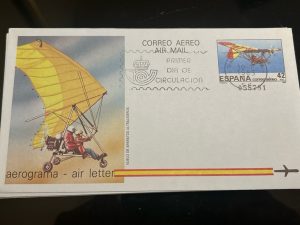 CORREO AEREO
AIR MAIL
PRIMER
DIA DE
CIRCULACION
ESPAÑA
42
aerograma - air letter